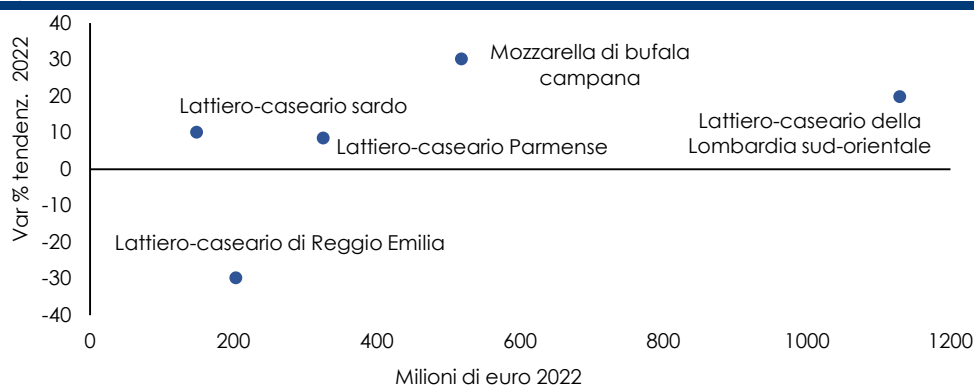 Var % tendenz. 2022
40
30
20
10
0
-10
-20
-30
-40
Mozzarella di bufala
campana
Lattiero-caseario sardo
Lattiero-caseario Parmense
Lattiero-caseario della
Lombardia sud-orientale
Lattiero-caseario di Reggio Emilia
0 200 400 600 800 1000 1200
Milioni di euro 2022